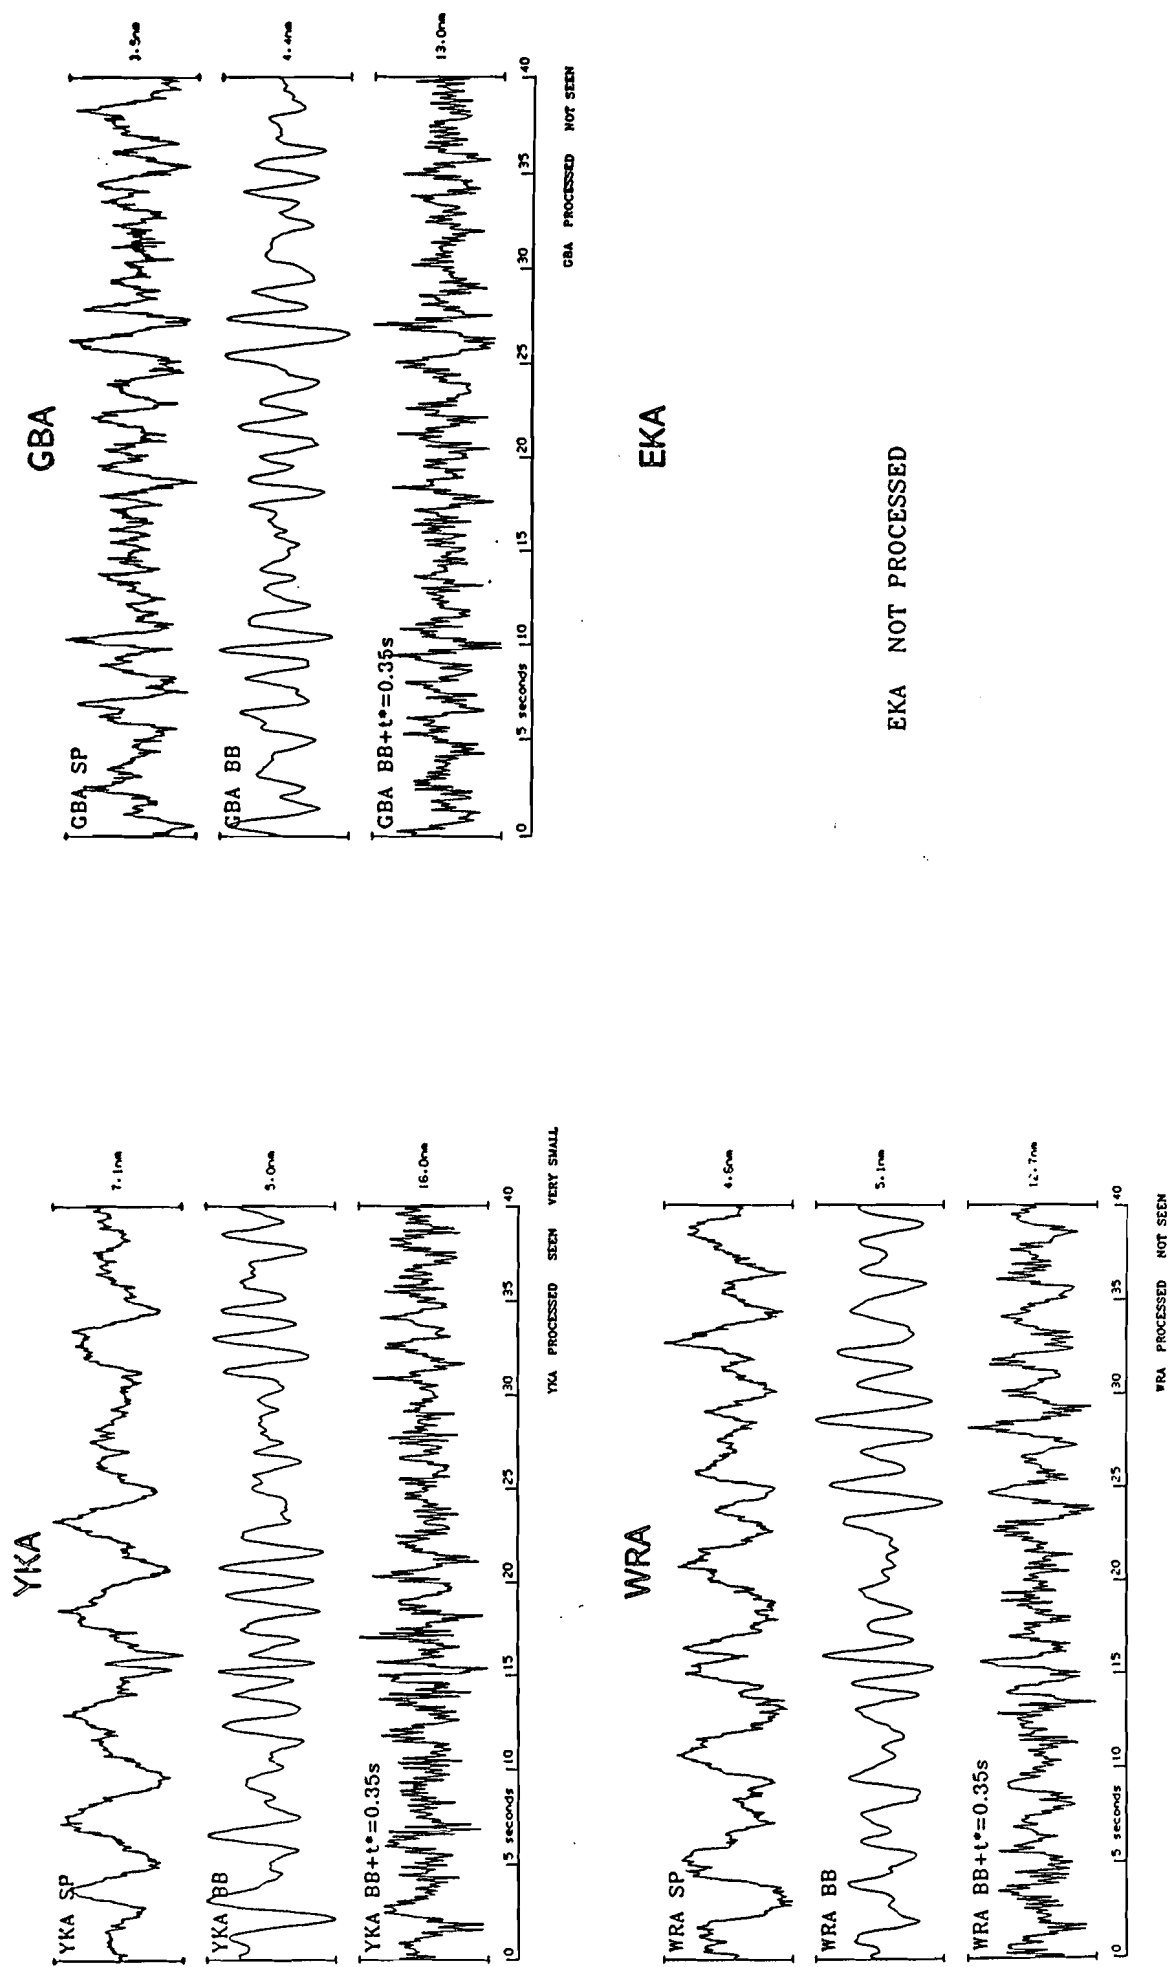 YKA
YKA SP
7.1nm
YKA BB
5.0nm
YKA BB+t*=0.35s
16.0nm
0 5 seconds 10 15 20 25 30 35 40
YKA PROCESSED SEEN VERY SMALL
GBA
GBA SP
3.5nm
GBA BB
4.4nm
GBA BB+t*=0.35s
13.0nm
0 5 seconds 10 15 20 25 30 35 40
GBA PROCESSED NOT SEEN
WRA
WRA SP
4.6nm
WRA BB
5.1nm
WRA BB+t*=0.35s
12.7nm
0 5 seconds 10 15 20 25 30 35 40
WRA PROCESSED NOT SEEN
EKA
EKA NOT PROCESSED